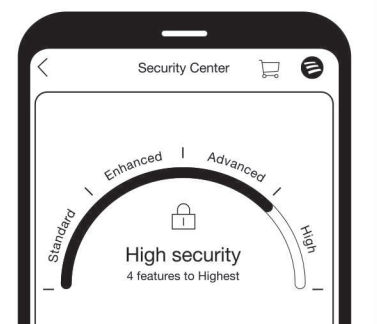 Security Center
Standard
Enhanced
Advanced
High
High security
4 features to Highest